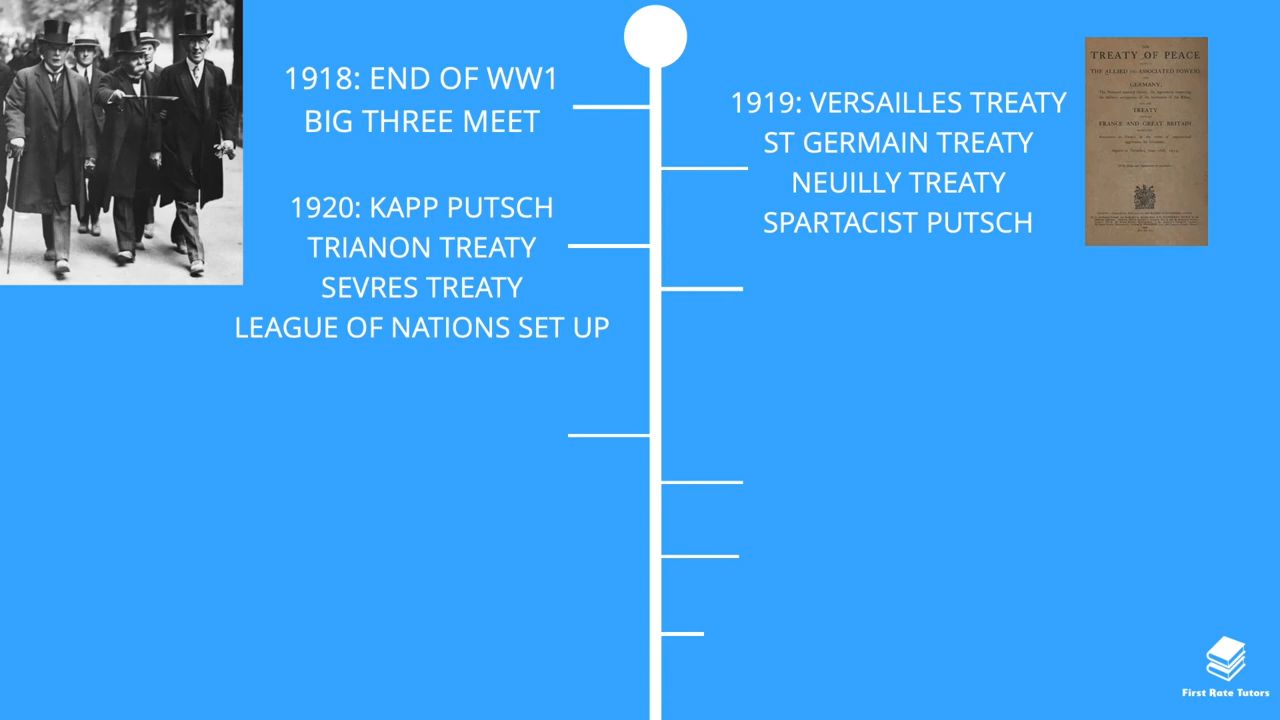 1918: END OF WW1
BIG THREE MEET
1919: VERSAILLES TREATY
ST GERMAIN TREATY
NEUILLY TREATY
SPARTACIST PUTSCH
1920: KAPP PUTSCH
TRIANON TREATY
SEVRES TREATY
LEAGUE OF NATIONS SET UP
TREATY OF PEACE
THE ALLIED AND ASSOCIATED POWERS
GERMANY,
TREATY
FRANCE AND GREAT BRITAIN
First Rate Tutors